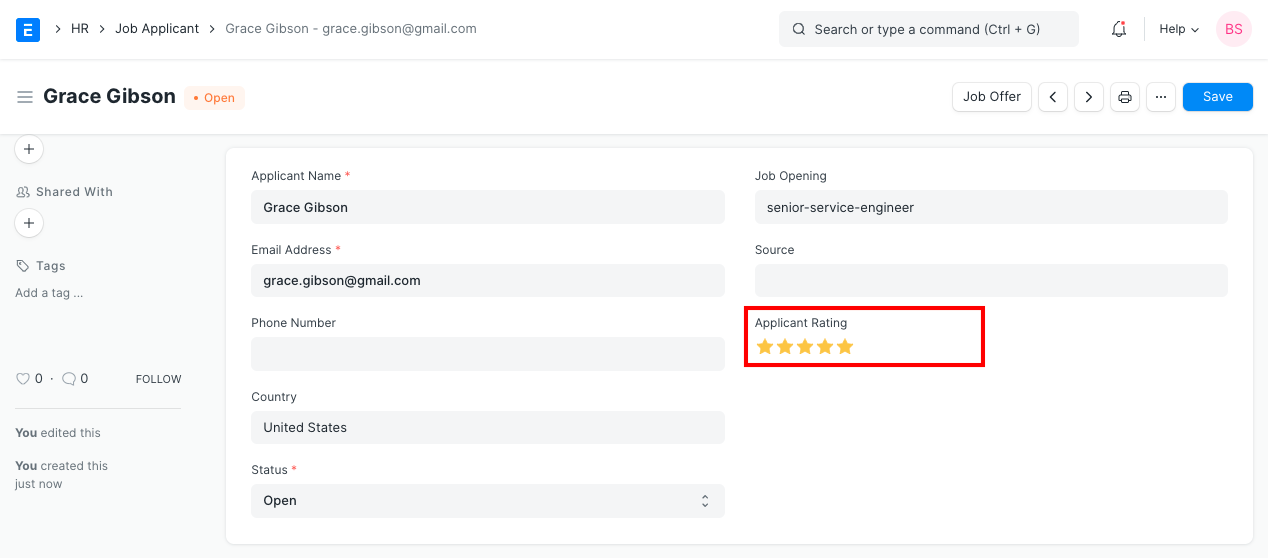 E
HR
Job Applicant
Grace Gibson - grace.gibson@gmail.com
Search or type a command (Ctrl + G)
Help
BS
Grace Gibson
• Open
Job Offer
...
Save
Shared With
Tags
Add a tag ...
0 · 0
FOLLOW
You edited this
You created this
just now
Applicant Name *
Grace Gibson
Email Address *
grace.gibson@gmail.com
Phone Number
Country
United States
Status *
Open
Job Opening
senior-service-engineer
Source
Applicant Rating